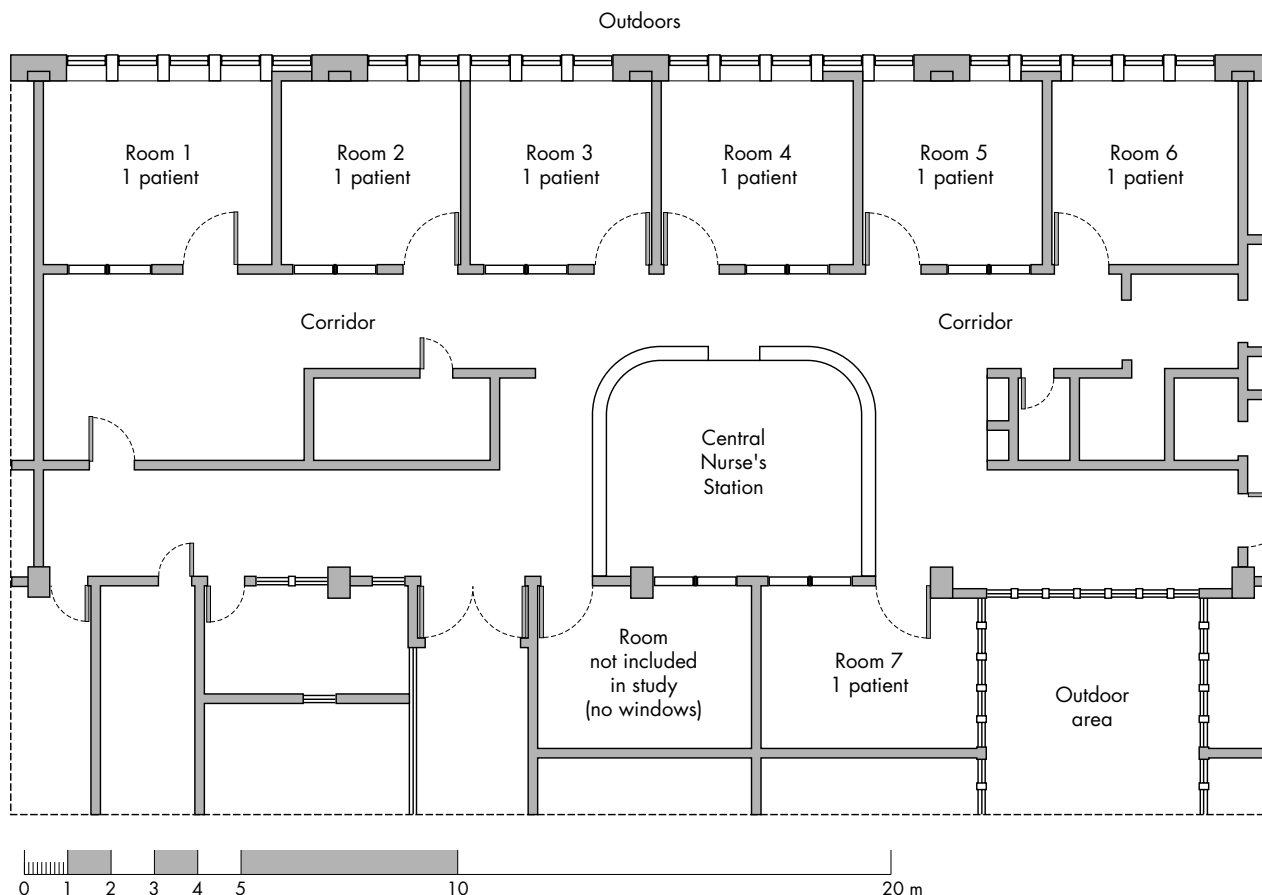 Outdoors
Room 1
1 patient
Room 2
1 patient
Room 3
1 patient
Room 4
1 patient
Room 5
1 patient
Room 6
1 patient
Corridor
Corridor
Central
Nurse's
Station
Room
not included
in study
(no windows)
Room 7
1 patient
Outdoor
area
0 1 2 3 4 5 10 20 m